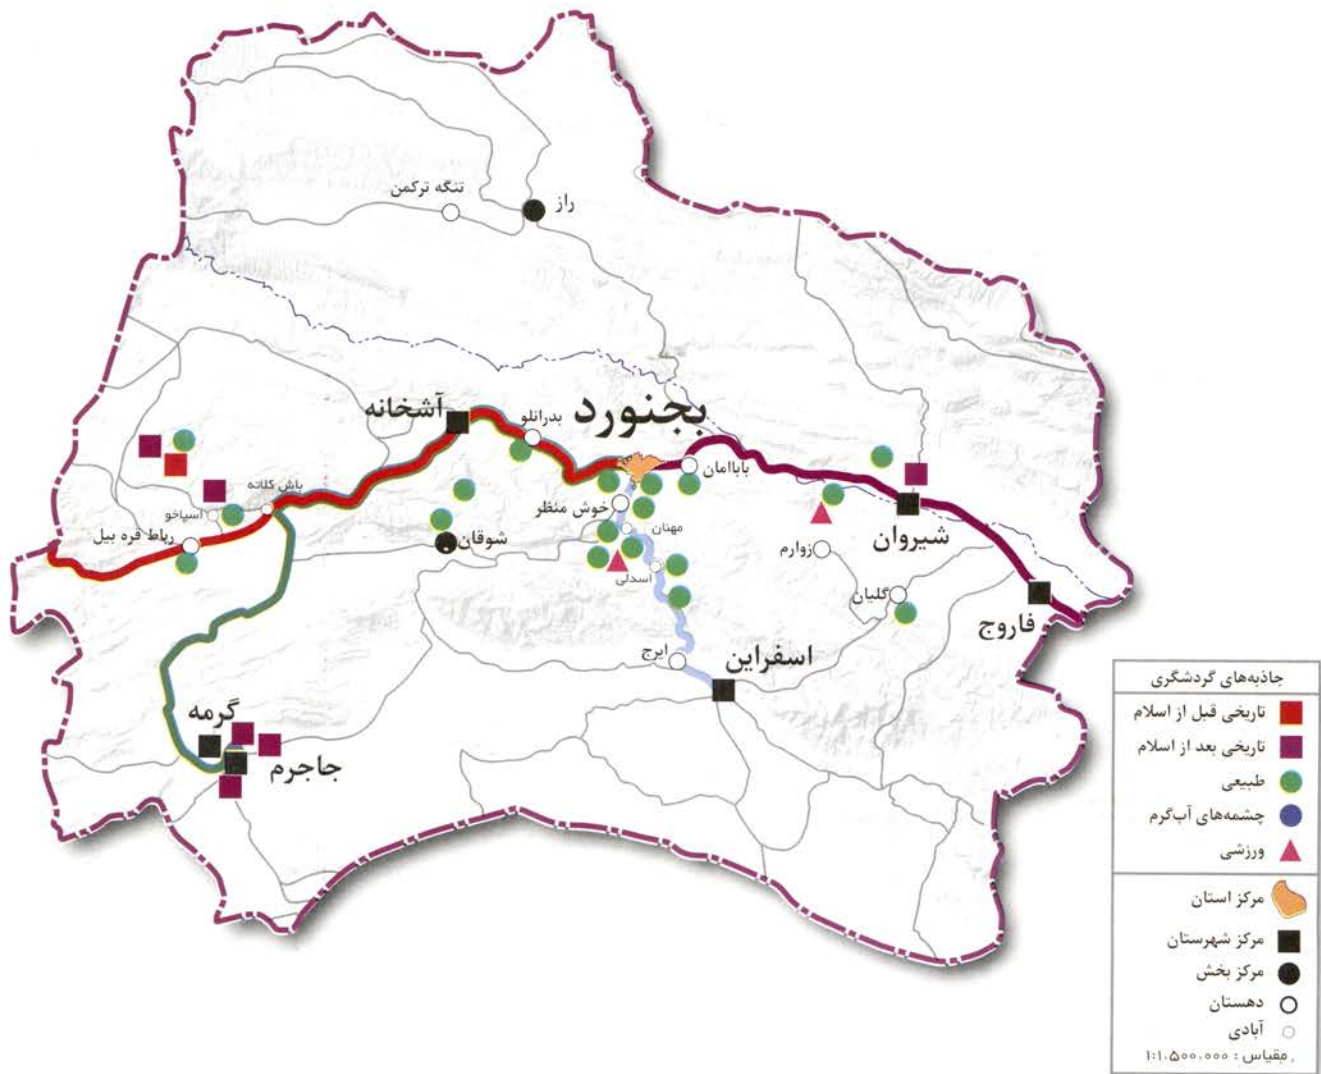 تنگه ترکمن
راز
بجنورد
آشخانه
بدرانلو
باباامان
باش کلاته
اسپاخو
رباط قره بیل
شوقان
خوش منظر
مهنان
اسدلی
زوارم
شیروان
گلیان
فاروج
ایرج
اسفراین
گرمه
جاجرم
جاذبه‌های گردشگری
تاریخی قبل از اسلام
تاریخی بعد از اسلام
طبیعی
چشمه‌های آب‌گرم
ورزشی
مرکز استان
مرکز شهرستان
مرکز بخش
دهستان
آبادی
مقیاس : ۱:۱،۵۰۰،۰۰۰